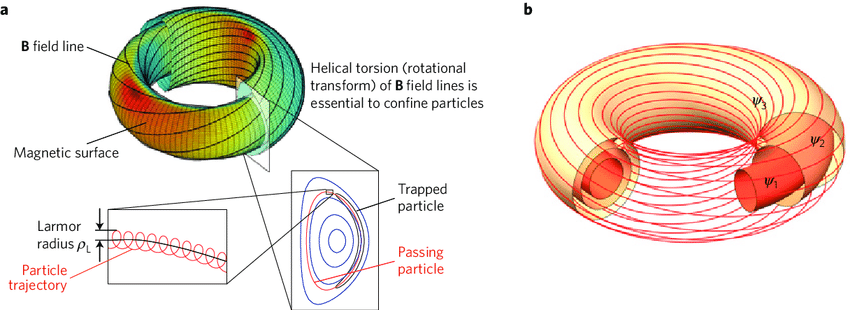 a
B field line
Magnetic surface
Helical torsion (rotational
transform) of B field lines is
essential to confine particles
Larmor
radius ρL
Particle
trajectory
Trapped
particle
Passing
particle
b
ψ3
ψ2
ψ1